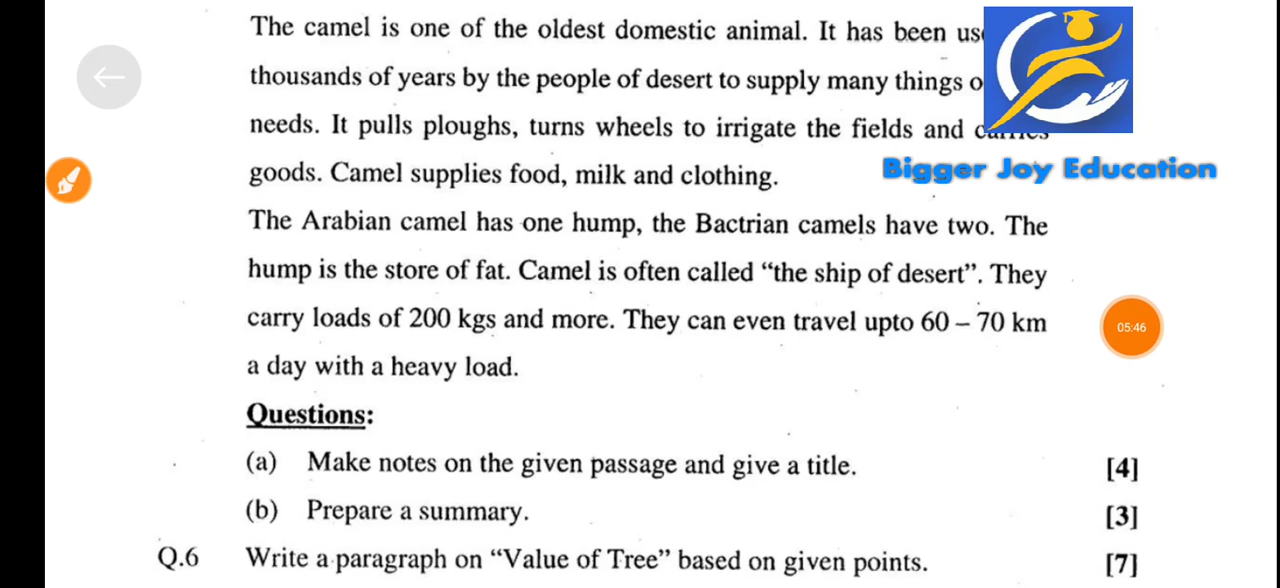 The camel is one of the oldest domestic animal. It has been
thousands of years by the people of desert to supply many things
needs. It pulls ploughs, turns wheels to irrigate the fields and carries
goods. Camel supplies food, milk and clothing.
Bigger Joy Education
The Arabian camel has one hump, the Bactrian camels have two. The
hump is the store of fat. Camel is often called “the ship of desert”. They
carry loads of 200 kgs and more. They can even travel upto 60 – 70 km
05:46
a day with a heavy load.
Questions:
(a) Make notes on the given passage and give a title. [4]
(b) Prepare a summary. [3]
Q.6 Write a paragraph on “Value of Tree” based on given points. [7]